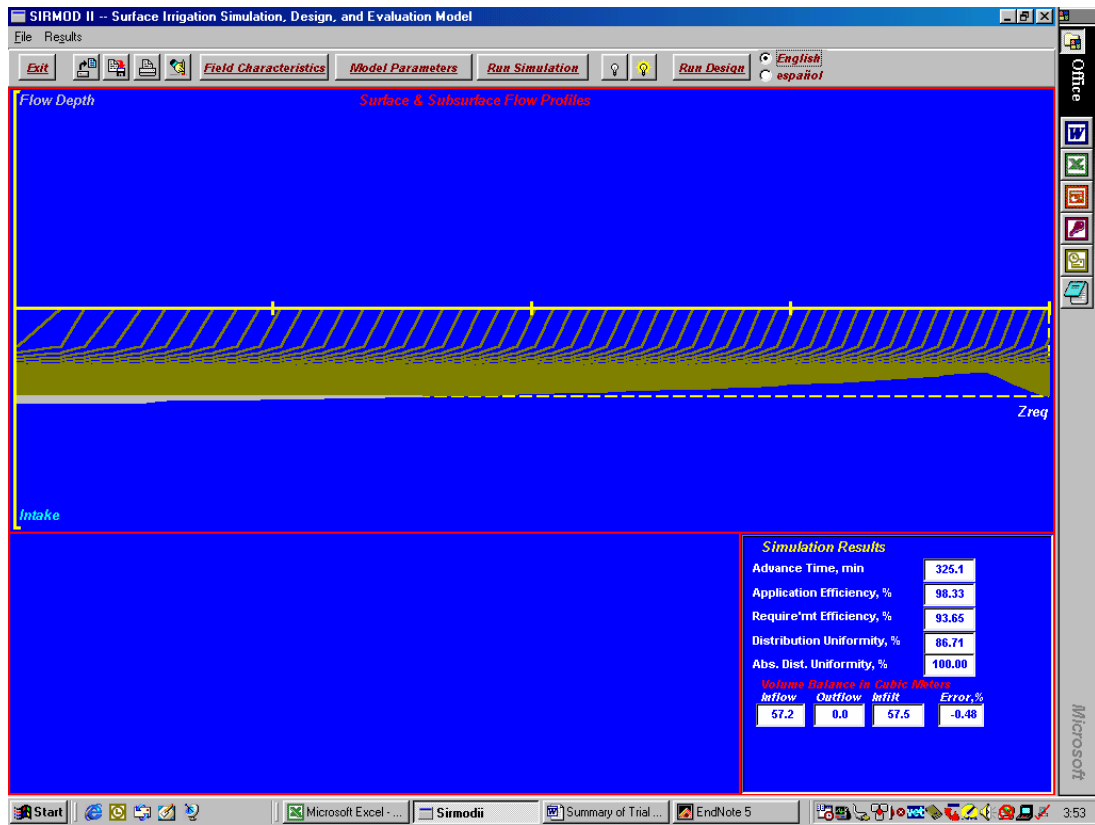 SIRMOD II -- Surface Irrigation Simulation, Design, and Evaluation Model
File Results
Exit Field Characteristics Model Parameters Run Simulation Run Design English
español
Office
Flow Depth Surface & Subsurface Flow Profiles
Zreq
Intake
Simulation Results
Advance Time, min 325.1
Application Efficiency, % 98.33
Require'mt Efficiency, % 93.65
Distribution Uniformity, % 86.71
Abs. Dist. Uniformity, % 100.00
Volume Balance in Cubic Meters
Inflow Outflow Infilt Error,%
57.2 0.0 57.5 -0.48
Microsoft
Start Microsoft Excel - ... Sirmodii Summary of Trial ... EndNote 5 3:53